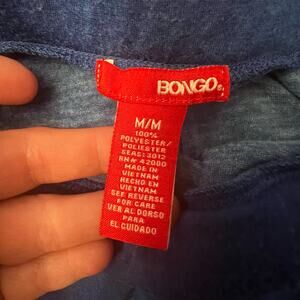 BONGO®
M/M
100%
POLYESTER/
POLIESTER
SEAS: 3012
RN# 42000
MADE IN
VIETNAM
HECHO EN
VIETNAM
SEE REVERSE
FOR CARE
VER AL DORSO
PARA
EL CUIDADO